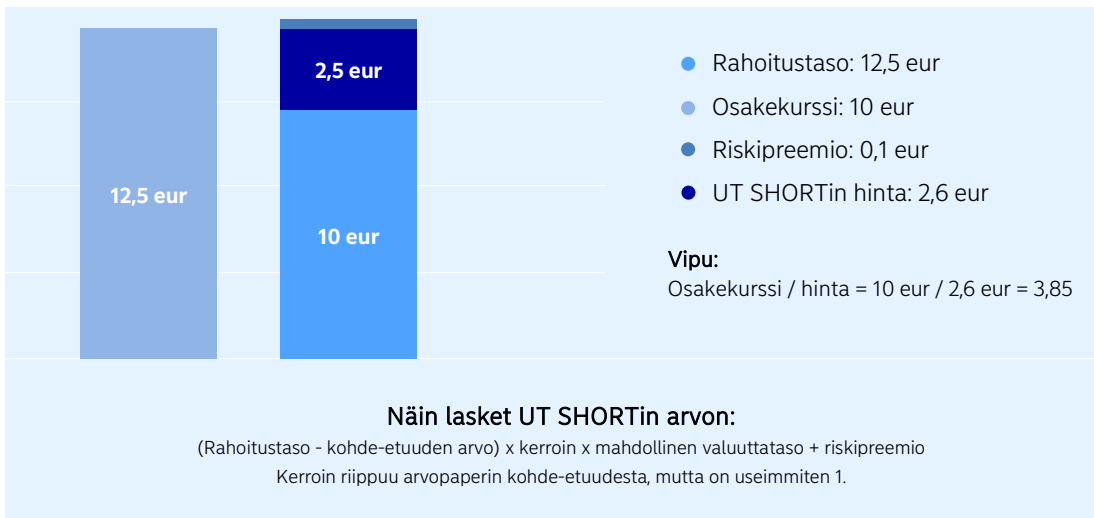 2,5 eur
12,5 eur
10 eur
Rahoitustaso: 12,5 eur
Osakekurssi: 10 eur
Riskipreemio: 0,1 eur
UT SHORTin hinta: 2,6 eur
Vipu:
Osakekurssi / hinta = 10 eur / 2,6 eur = 3,85
Näin lasket UT SHORTin arvon:
(Rahoitustaso - kohde-etuuden arvo) x kerroin x mahdollinen valuuttataso + riskipreemio
Kerroin riippuu arvopaperin kohde-etuudesta, mutta on useimmiten 1.